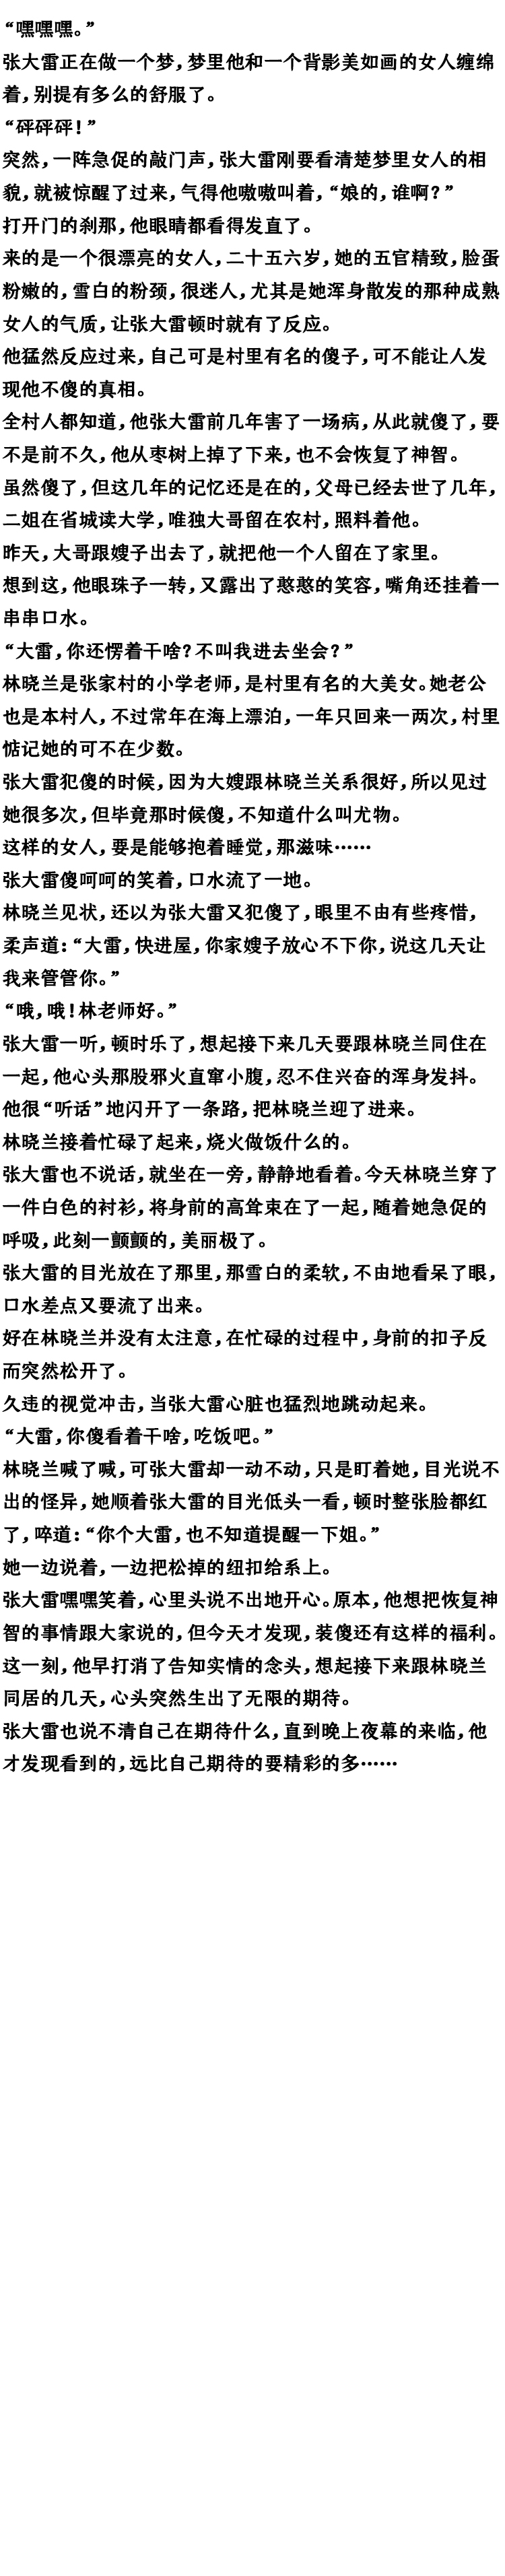 “嘿嘿嘿。”
张大雷正在做一个梦,梦里他和一个背影美如画的女人缠绵
着,别提有多么的舒服了。
“砰砰砰!”
突然,一阵急促的敲门声,张大雷刚要看清楚梦里女人的相
貌,就被惊醒了过来,气得他嗷嗷叫着,“娘的,谁啊?”
打开门的刹那,他眼睛都看得发直了。
来的是一个很漂亮的女人,二十五六岁,她的五官精致,脸蛋
粉嫩的,雪白的粉颈,很迷人,尤其是她浑身散发的那种成熟
女人的气质,让张大雷顿时就有了反应。
他猛然反应过来,自己可是村里有名的傻子,可不能让人发
现他不傻的真相。
全村人都知道,他张大雷前几年害了一场病,从此就傻了,要
不是前不久,他从枣树上掉了下来,也不会恢复了神智。
虽然傻了,但这几年的记忆还是在的,父母已经去世了几年,
二姐在省城读大学,唯独大哥留在农村,照料着他。
昨天,大哥跟嫂子出去了,就把他一个人留在了家里。
想到这,他眼珠子一转,又露出了憨憨的笑容,嘴角还挂着一
串串口水。
“大雷,你还愣着干啥?不叫我进去坐会?”
林晓兰是张家村的小学老师,是村里有名的大美女。她老公
也是本村人,不过常年在海上漂泊,一年只回来一两次,村里
惦记她的可不在少数。
张大雷犯傻的时候,因为大嫂跟林晓兰关系很好,所以见过
她很多次,但毕竟那时候傻,不知道什么叫尤物。
这样的女人,要是能够抱着睡觉,那滋味……
张大雷傻呵呵的笑着,口水流了一地。
林晓兰见状,还以为张大雷又犯傻了,眼里不由有些疼惜,
柔声道:“大雷,快进屋,你家嫂子放心不下你,说这几天让
我来管管你。”
“哦,哦!林老师好。”
张大雷一听,顿时乐了,想起接下来几天要跟林晓兰同住在
一起,他心头那股邪火直窜小腹,忍不住兴奋的浑身发抖。
他很“听话”地闪开了一条路,把林晓兰迎了进来。
林晓兰接着忙碌了起来,烧火做饭什么的。
张大雷也不说话,就坐在一旁,静静地看着。今天林晓兰穿了
一件白色的衬衫,将身前的高耸束在了一起,随着她急促的
呼吸,此刻一颤颤的,美丽极了。
张大雷的目光放在了那里,那雪白的柔软,不由地看呆了眼,
口水差点又要流了出来。
好在林晓兰并没有太注意,在忙碌的过程中,身前的扣子反
而突然松开了。
久违的视觉冲击,当张大雷心脏也猛烈地跳动起来。
“大雷,你傻看着干啥,吃饭吧。”
林晓兰喊了喊,可张大雷却一动不动,只是盯着她,目光说不
出的怪异,她顺着张大雷的目光低头一看,顿时整张脸都红
了,啐道:“你个大雷,也不知道提醒一下姐。”
她一边说着,一边把松掉的纽扣给系上。
张大雷嘿嘿笑着,心里头说不出地开心。原本,他想把恢复神
智的事情跟大家说的,但今天才发现,装傻还有这样的福利。
这一刻,他早打消了告知实情的念头,想起接下来跟林晓兰
同居的几天,心头突然生出了无限的期待。
张大雷也说不清自己在期待什么,直到晚上夜幕的来临,他
才发现看到的,远比自己期待的要精彩的多……